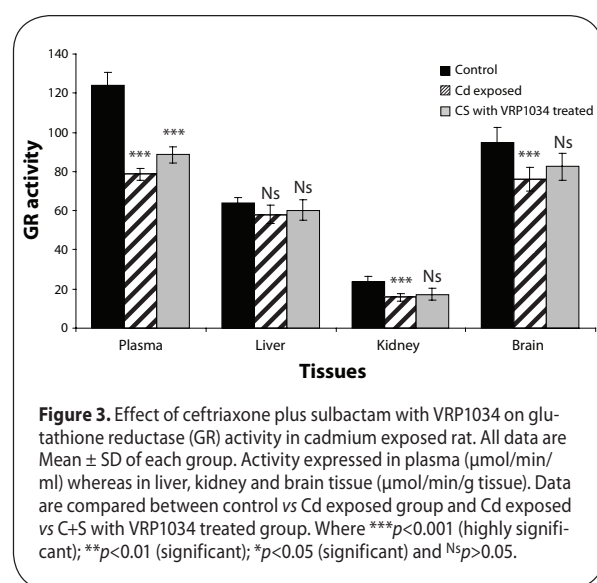 140
120
100
80
60
40
20
0
GR activity
Control
Cd exposed
CS with VRP1034 treated
***
***
Ns
Ns
***
Ns
***
Ns
Plasma
Liver
Kidney
Brain
Tissues
Figure 3. Effect of ceftriaxone plus sulbactam with VRP1034 on glu-
tathione reductase (GR) activity in cadmium exposed rat. All data are
Mean ± SD of each group. Activity expressed in plasma (μmol/min/
ml) whereas in liver, kidney and brain tissue (μmol/min/g tissue). Data
are compared between control vs Cd exposed group and Cd exposed
vs C+S with VRP1034 treated group. Where ***p<0.001 (highly signifi-
cant); **p<0.01 (significant); *p<0.05 (significant) and Nsp>0.05.